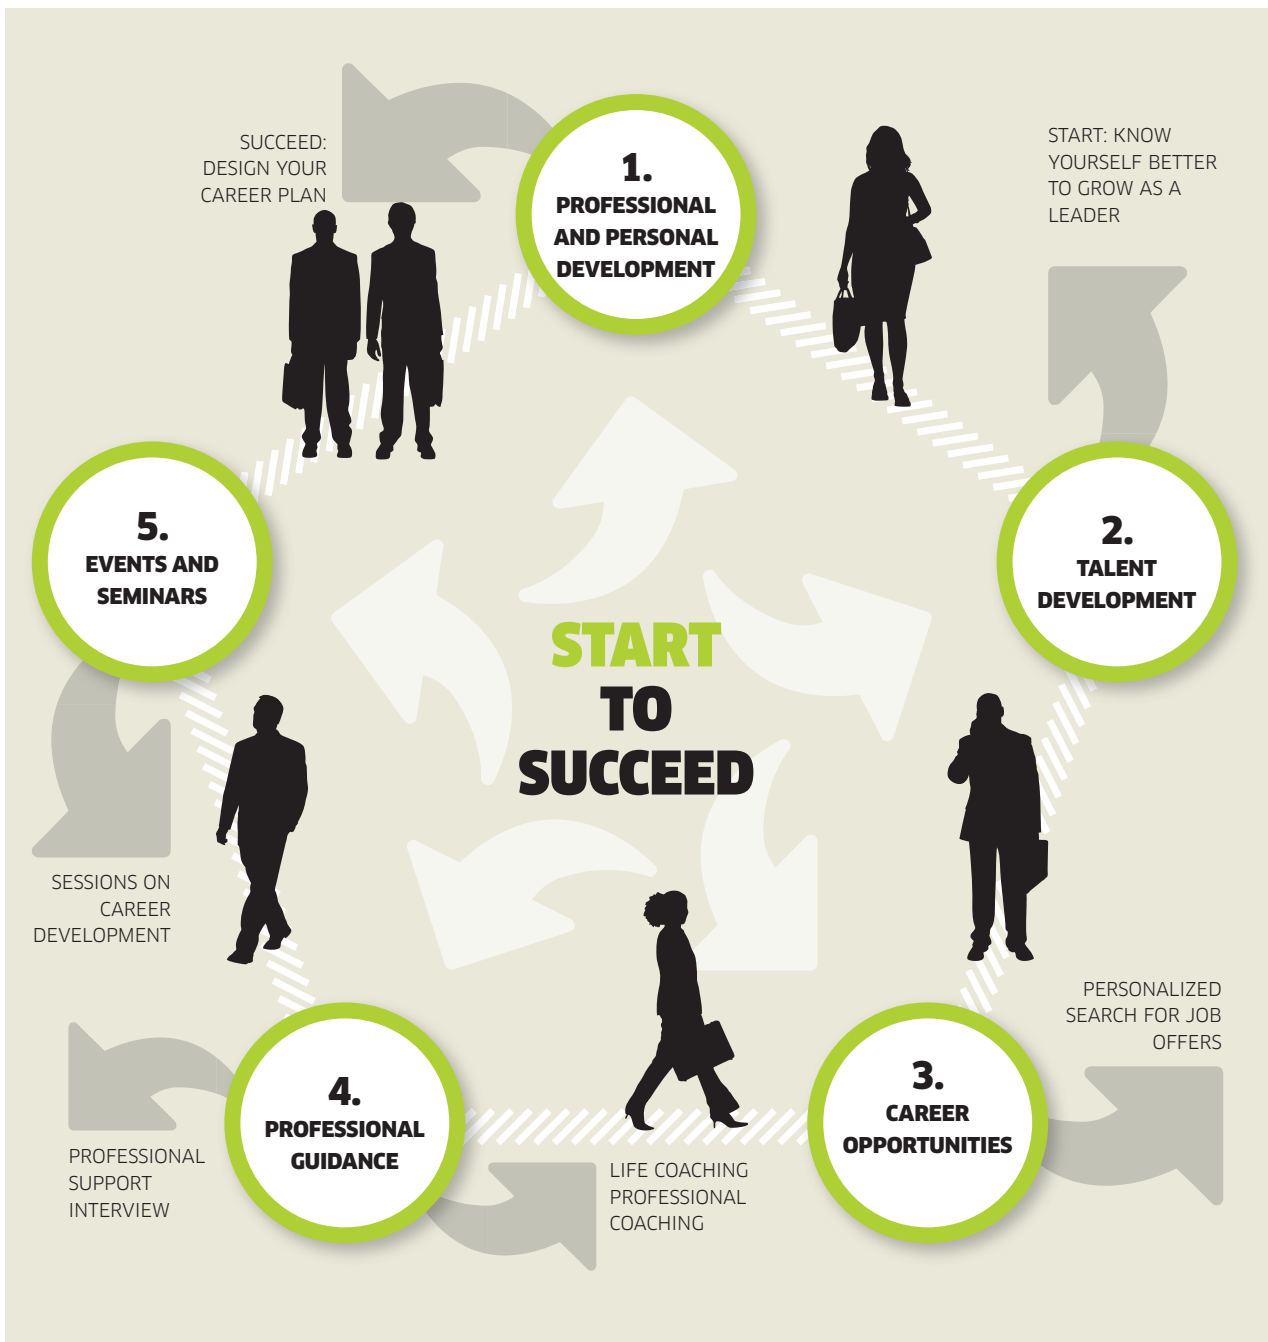 SUCCEED:
DESIGN YOUR
CAREER PLAN
1.
PROFESSIONAL
AND PERSONAL
DEVELOPMENT
START: KNOW
YOURSELF BETTER
TO GROW AS A
LEADER
5.
EVENTS AND
SEMINARS
2.
TALENT
DEVELOPMENT
START
TO
SUCCEED
SESSIONS ON
CAREER
DEVELOPMENT
PERSONALIZED
SEARCH FOR JOB
OFFERS
4.
PROFESSIONAL
GUIDANCE
3.
CAREER
OPPORTUNITIES
PROFESSIONAL
SUPPORT
INTERVIEW
LIFE COACHING
PROFESSIONAL
COACHING